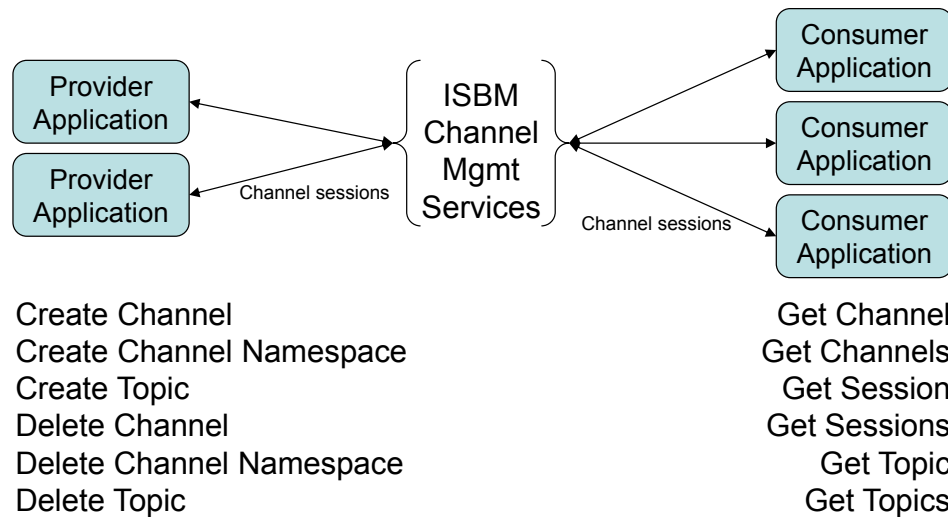 Provider
Application
Provider
Application
Channel sessions
ISBM
Channel
Mgmt
Services
Channel sessions
Consumer
Application
Consumer
Application
Consumer
Application
Create Channel
Create Channel Namespace
Create Topic
Delete Channel
Delete Channel Namespace
Delete Topic
Get Channel
Get Channels
Get Session
Get Sessions
Get Topic
Get Topics